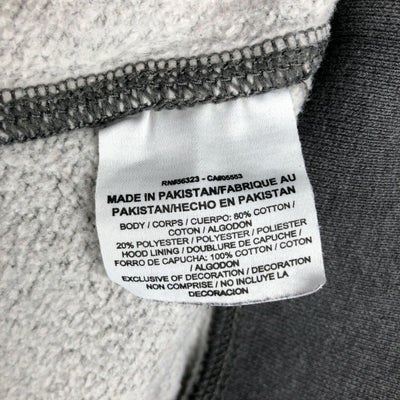 RN#56323 - CA#05553
MADE IN PAKISTAN/FABRIQUE AU
PAKISTAN/HECHO EN PAKISTAN
BODY / CORPS / CUERPO: 80% COTTON /
COTON / ALGODON
20% POLYESTER / POLYESTER / POLIESTER
HOOD LINING / DOUBLURE DE CAPUCHE /
FORRO DE CAPUCHA: 100% COTTON / COTON
/ ALGODON
EXCLUSIVE OF DECORATION / DECORATION
NON COMPRISE / NO INCLUYE LA
DECORACION